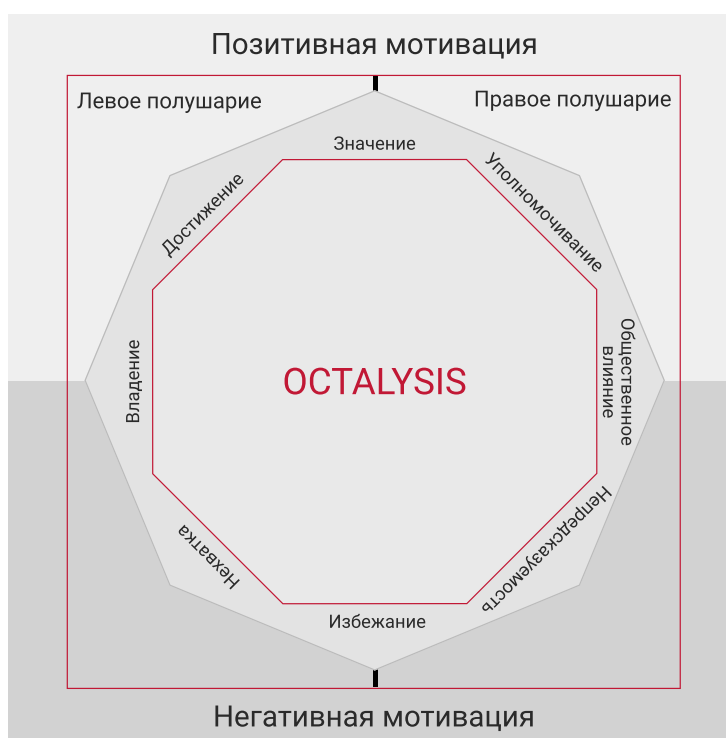 Позитивная мотивация
Левое полушарие
Правое полушарие
Значение
Достижение
Уполномочивание
Владение
OCTALYSIS
Общественное
влияние
Нехватка
Непредсказуемость
Избежание
Негативная мотивация